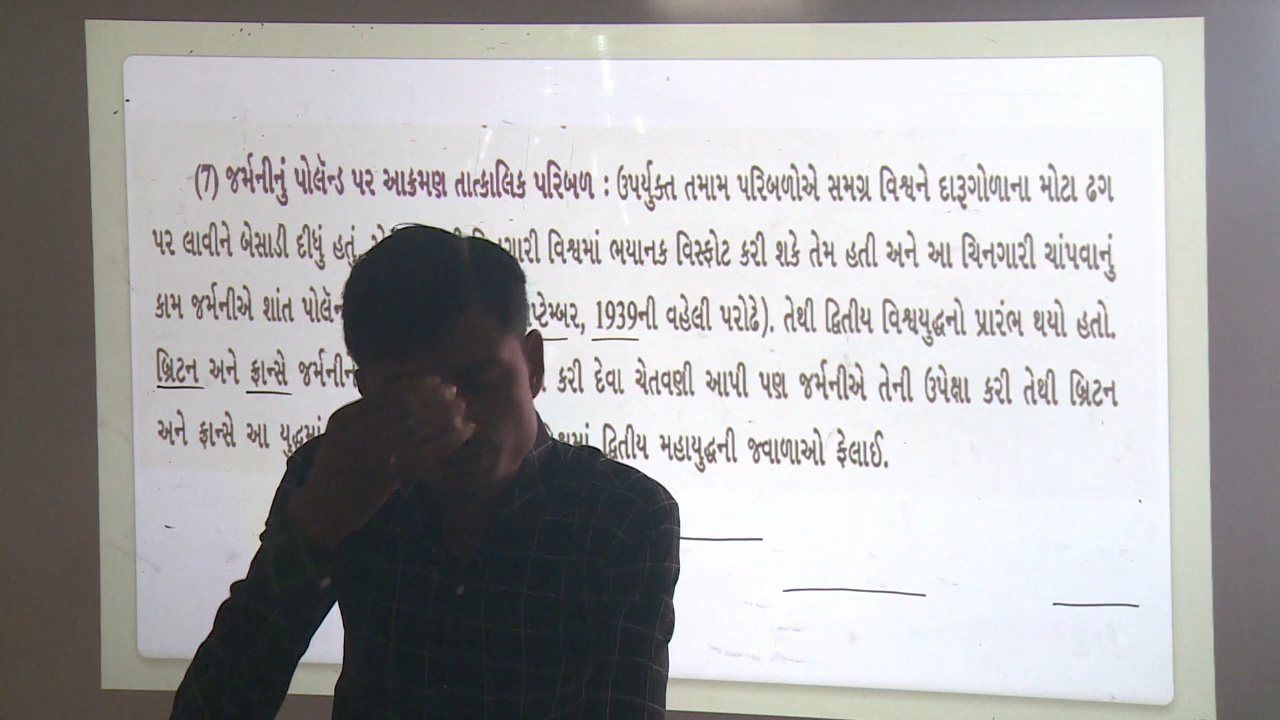 (7) જર્મનીનું પોલૅન્ડ પર આક્રમણ તાત્કાલિક પરિબળ : ઉપર્યુક્ત તમામ પરિબળોએ સમગ્ર વિશ્વને દારૂગોળાના મોટા ઢગ
પર લાવીને બેસાડી દીધું હતું. વિશ્વમાં ભયાનક વિસ્ફોટ કરી શકે તેમ હતી અને આ ચિનગારી ચાંપવાનું
કામ જર્મનીએ શાંત 1939ની વહેલી પરોઢે). તેથી દ્વિતીય વિશ્વયુદ્ધનો પ્રારંભ થયો હતો.
બ્રિટન અને ફ્રાન્સે કરી દેવા ચેતવણી આપી પણ જર્મનીએ તેની ઉપેક્ષા કરી તેથી બ્રિટન
અને ફ્રાન્સે આ દ્વિતીય મહાયુદ્ધની જ્વાળાઓ ફેલાઈ.